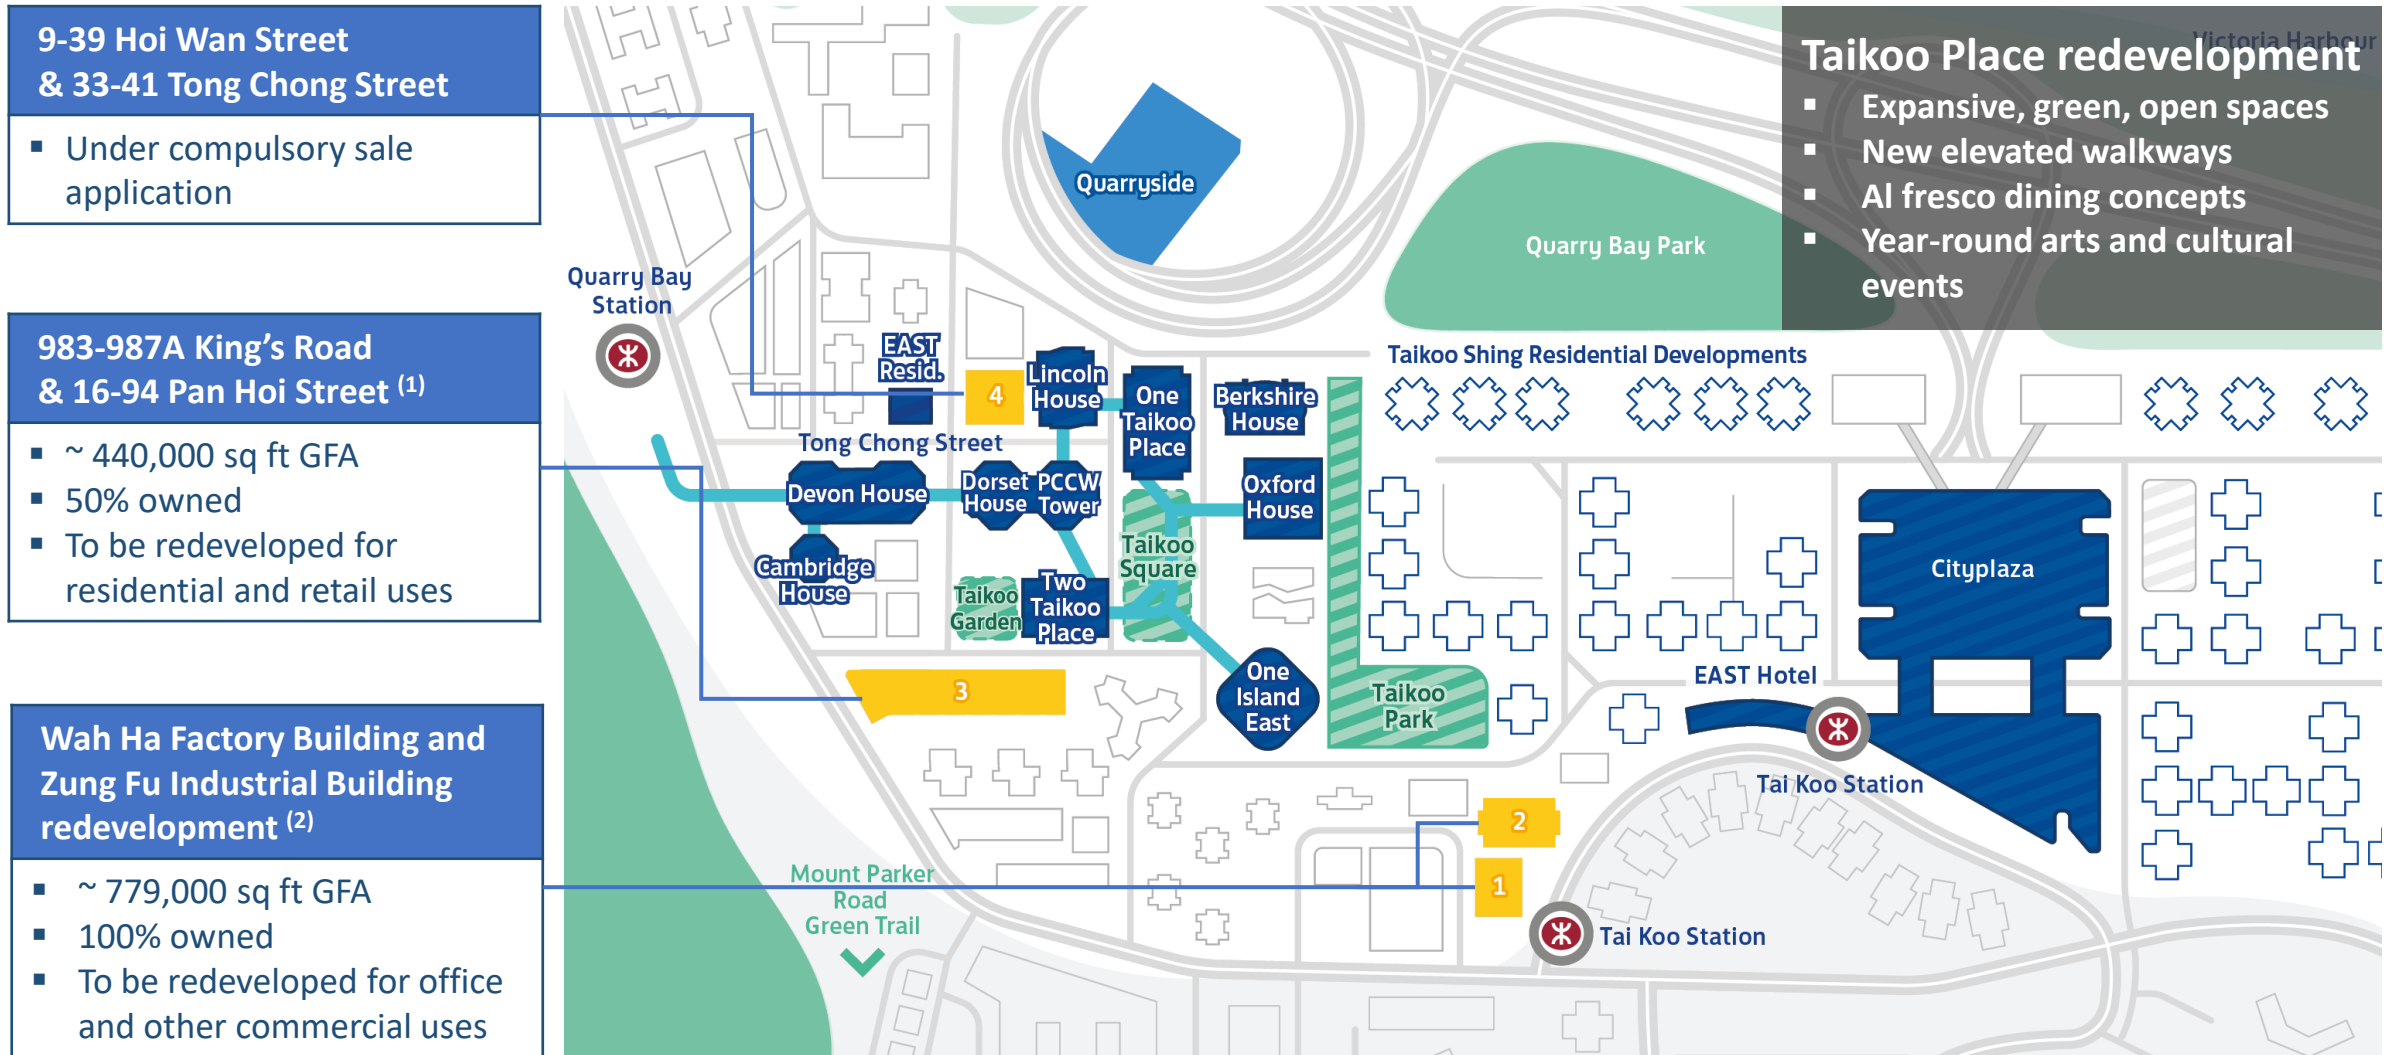 9-39 Hoi Wan Street
& 33-41 Tong Chong Street
▪ Under compulsory sale
application
983-987A King's Road
& 16-94 Pan Hoi Street (1)
▪ ~ 440,000 sq ft GFA
▪ 50% owned
▪ To be redeveloped for
residential and retail uses
Wah Ha Factory Building and
Zung Fu Industrial Building
redevelopment (2)
▪ ~ 779,000 sq ft GFA
▪ 100% owned
▪ To be redeveloped for office
and other commercial uses
Victoria Harbour
Taikoo Place redevelopment
▪ Expansive, green, open spaces
▪ New elevated walkways
▪ Al fresco dining concepts
▪ Year-round arts and cultural
events
Quarryside
Quarry Bay Park
Quarry Bay
Station
EAST
Resid.
4
Lincoln
House
One
Taikoo
Place
Berkshire
House
Taikoo Shing Residential Developments
Tong Chong Street
Devon House
Dorset
House
PCCW
Tower
Oxford
House
Taikoo
Square
Cambridge
House
Taikoo
Garden
Two
Taikoo
Place
Cityplaza
3
One
Island
East
Taikoo
Park
EAST Hotel
Tai Koo Station
2
1
Mount Parker
Road
Green Trail
Tai Koo Station